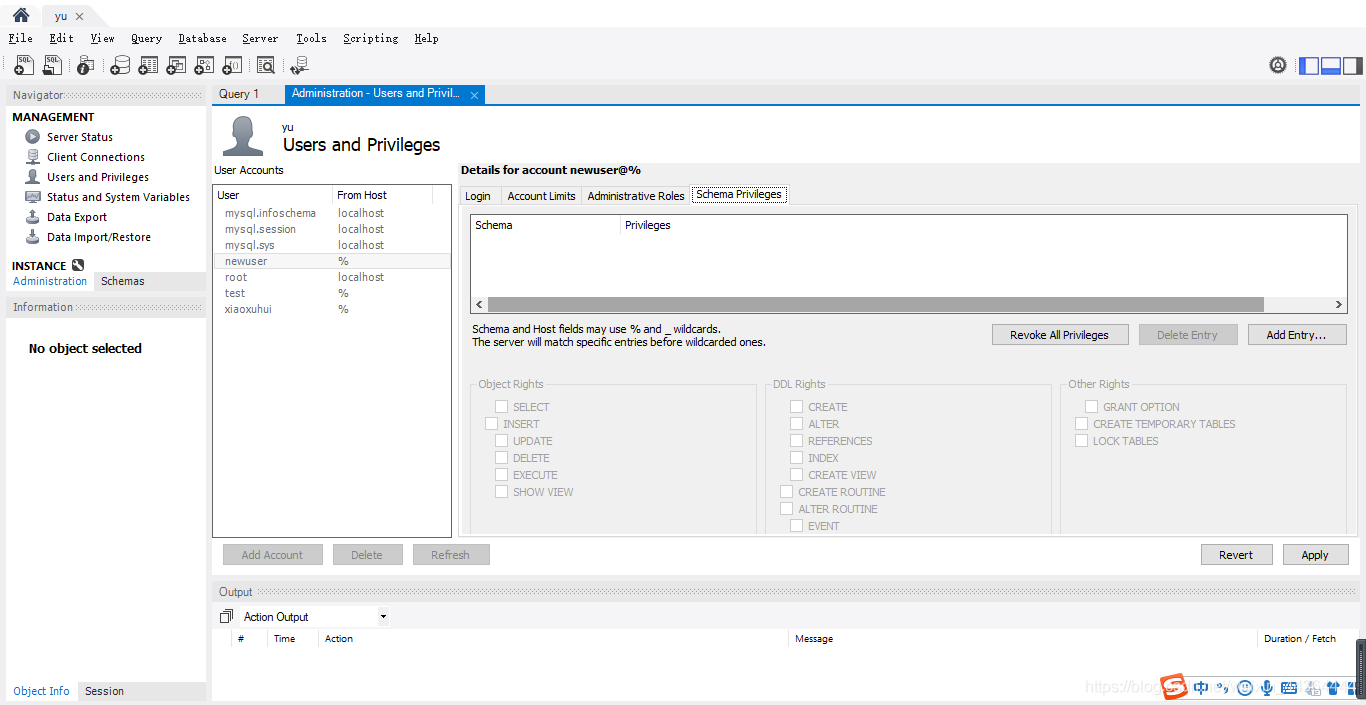 yu
File Edit View Query Database Server Tools Scripting Help
Navigator
MANAGEMENT
Server Status
Client Connections
Users and Privileges
Status and System Variables
Data Export
Data Import/Restore
INSTANCE
Administration Schemas
Information
No object selected
Object Info Session
Query 1 Administration - Users and Privil...
yu
Users and Privileges
User Accounts
User From Host
mysql.infoschema localhost
mysql.session localhost
mysql.sys localhost
newuser %
root localhost
test %
xiaoxuhui %
Add Account Delete Refresh
Details for account newuser@%
Login Account Limits Administrative Roles Schema Privileges
Schema Privileges
Schema and Host fields may use % and _ wildcards.
The server will match specific entries before wildcarded ones.
Revoke All Privileges Delete Entry Add Entry...
Object Rights
SELECT
INSERT
UPDATE
DELETE
EXECUTE
SHOW VIEW
DDL Rights
CREATE
ALTER
REFERENCES
INDEX
CREATE VIEW
CREATE ROUTINE
ALTER ROUTINE
EVENT
Other Rights
GRANT OPTION
CREATE TEMPORARY TABLES
LOCK TABLES
Revert Apply
Output
Action Output
# Time Action Message Duration / Fetch
https://blog
中